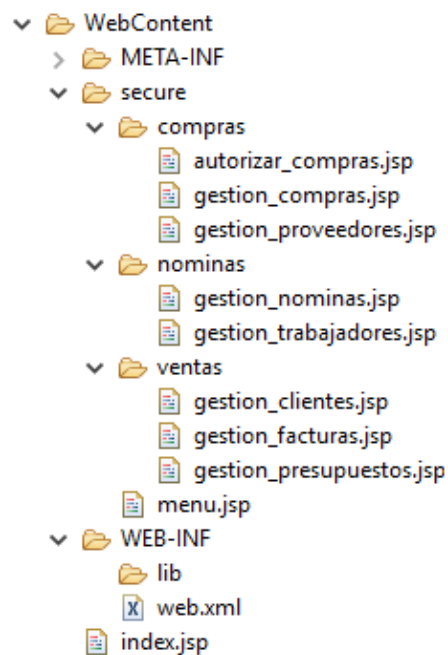 WebContent
META-INF
secure
compras
autorizar_compras.jsp
gestion_compras.jsp
gestion_proveedores.jsp
nominas
gestion_nominas.jsp
gestion_trabajadores.jsp
ventas
gestion_clientes.jsp
gestion_facturas.jsp
gestion_presupuestos.jsp
menu.jsp
WEB-INF
lib
X web.xml
index.jsp